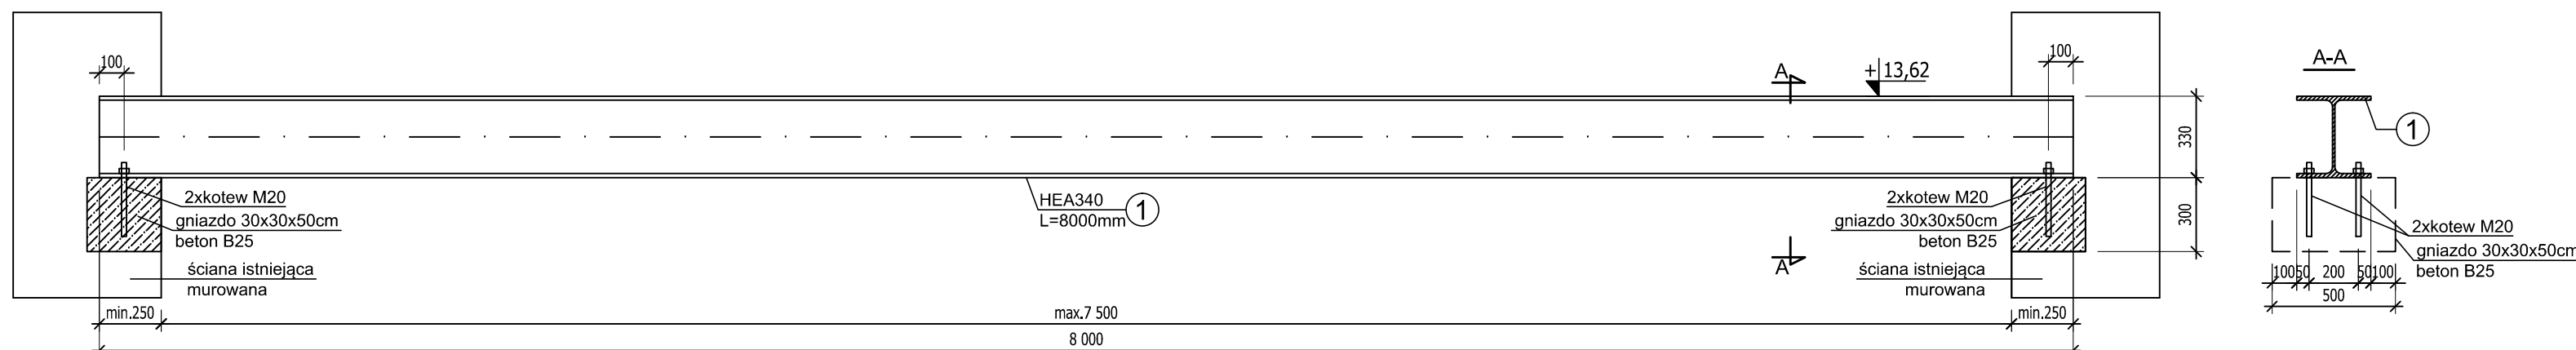 100
2xkotew M20
gniazdo 30x30x50cm
beton B25
ściana istniejąca
murowana
min.250
max.7 500
8 000
HEA340
L=8000mm
1
A
A
+13,62
100
2xkotew M20
gniazdo 30x30x50cm
beton B25
ściana istniejąca
murowana
min.250
330
300
A-A
1
2xkotew M20
gniazdo 30x30x50cm
beton B25
100 50 200 50 100
500